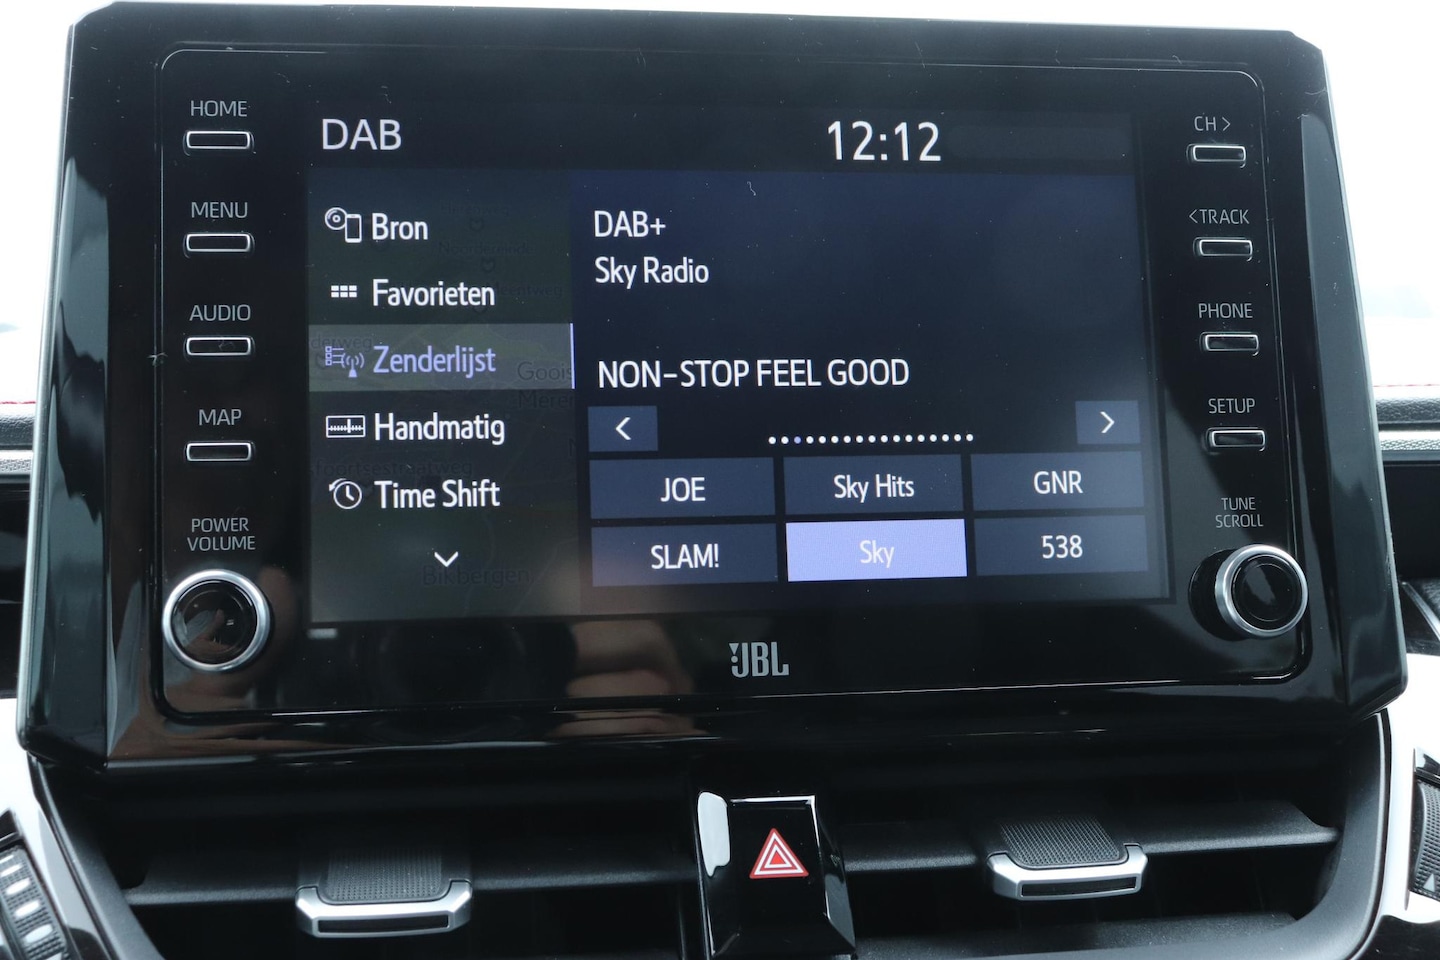 HOME
MENU
AUDIO
MAP
POWER
VOLUME
DAB
12:12
Bron
Favorieten
Zenderlijst
Handmatig
Time Shift
Bikbergen
DAB+
Sky Radio
NON-STOP FEEL GOOD
<
>
JOE
Sky Hits
GNR
SLAM!
Sky
538
CH >
<TRACK
PHONE
SETUP
TUNE
SCROLL
JBL